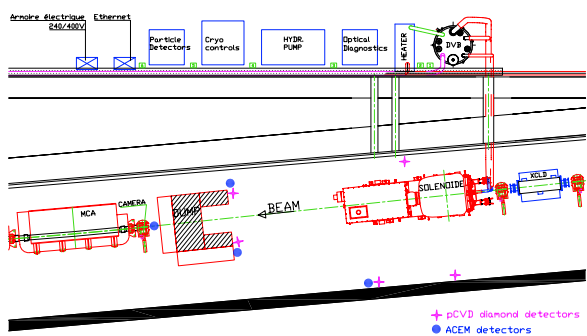 Armoire électrique
240/400V
Ethernet
Particle
Detectors
Cryo
controls
HYDR.
PUMP
Optical
Diagnostics
HEATER
DVB
SOLENOIDE
XCLD
MCA
CAMERA
DUMP
BEAM
pCVD diamond detectors
ACEM detectors